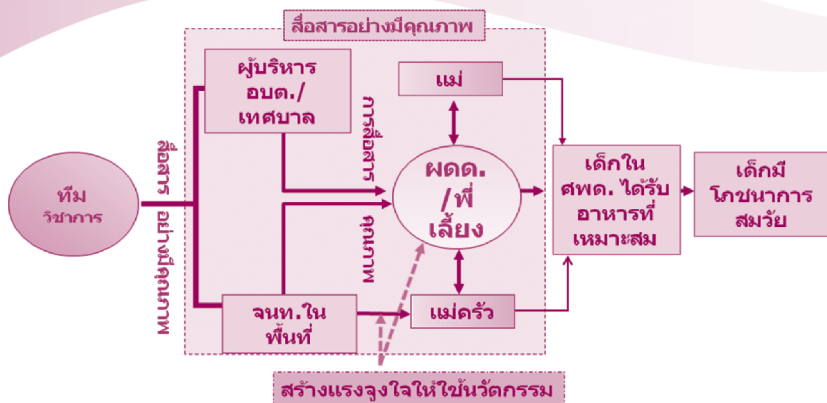 สื่อสารอย่างมีคุณภาพ
ผู้บริหาร
อบต./
เทศบาล
แม่
การสื่อสาร
คุณภาพ
สื่อสาร อย่างมีคุณภาพ
ทีม
วิชาการ
ผดด.
/พี่
เลี้ยง
เด็กใน
ศพด. ได้รับ
อาหารที่
เหมาะสม
เด็กมี
โภชนาการ
สมวัย
จนท.ใน
พื้นที่
แม่ครัว
สร้างแรงจูงใจให้ใช้นวัตกรรม